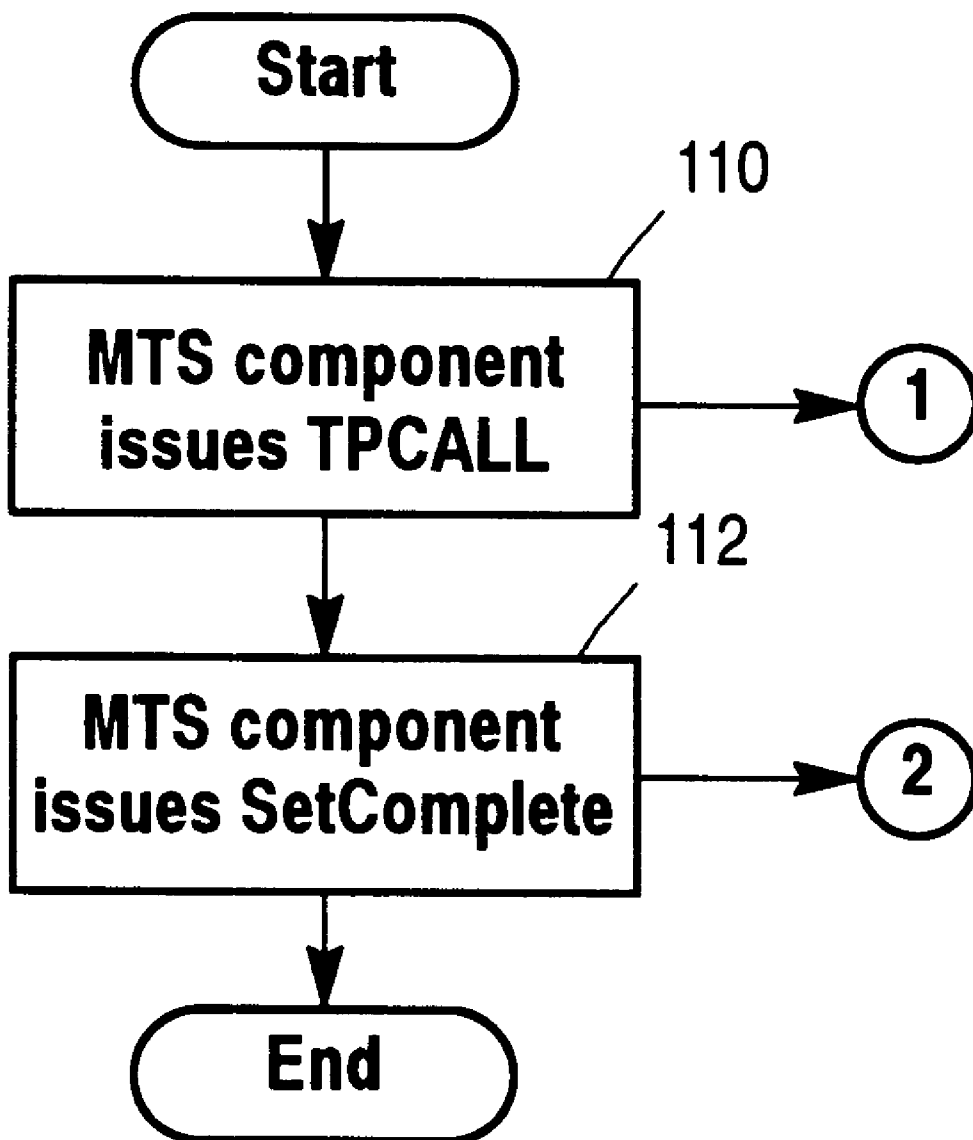 Start
110
MTS component
issues TPCALL
1
112
MTS component
issues SetComplete
2
End